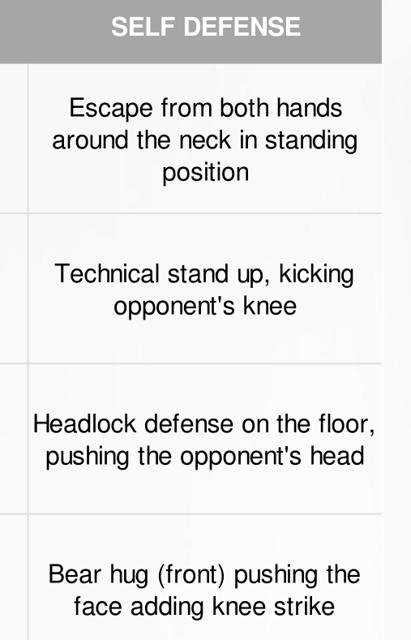 SELF DEFENSE
Escape from both hands
around the neck in standing
position
Technical stand up, kicking
opponent's knee
Headlock defense on the floor,
pushing the opponent's head
Bear hug (front) pushing the
face adding knee strike